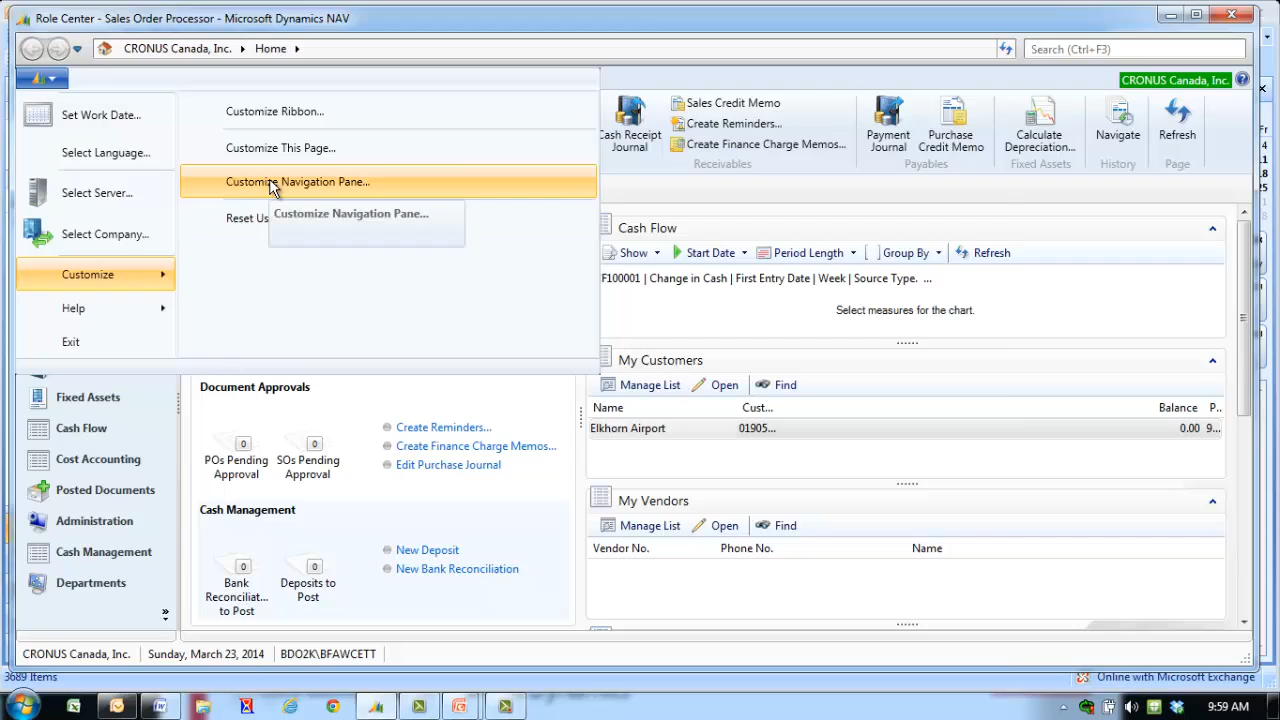 Role Center - Sales Order Processor - Microsoft Dynamics NAV
CRONUS Canada, Inc. Home
Search (Ctrl+F3)
CRONUS Canada, Inc.
Set Work Date...
Select Language...
Select Server...
Select Company...
Customize
Help
Exit
Customize Ribbon...
Customize This Page...
Customize Navigation Pane...
Reset Us
Customize Navigation Pane...
Cash Receipt
Journal
Sales Credit Memo
Create Reminders...
Create Finance Charge Memos...
Receivables
Payment
Journal
Purchase
Credit Memo
Payables
Calculate
Depreciation...
Fixed Assets
Navigate
History
Refresh
Page
Cash Flow
Show Start Date Period Length Group By Refresh
F100001 | Change in Cash | First Entry Date | Week | Source Type. ...
Select measures for the chart.
My Customers
Manage List Open Find
Name Cust... Balance P..
Elkhorn Airport 01905... 0.00 9...
My Vendors
Manage List Open Find
Vendor No. Phone No. Name
Fixed Assets
Cash Flow
Cost Accounting
Posted Documents
Administration
Cash Management
Departments
Document Approvals
0 0
POs Pending
Approval
SOs Pending
Approval
Create Reminders...
Create Finance Charge Memos...
Edit Purchase Journal
Cash Management
0 0
Bank
Reconciliat...
to Post
Deposits to
Post
New Deposit
New Bank Reconciliation
CRONUS Canada, Inc. Sunday, March 23, 2014 BDO2K\BFAWCETT
3689 Items
Online with Microsoft Exchange
9:59 AM
Fr
4
11
18
25